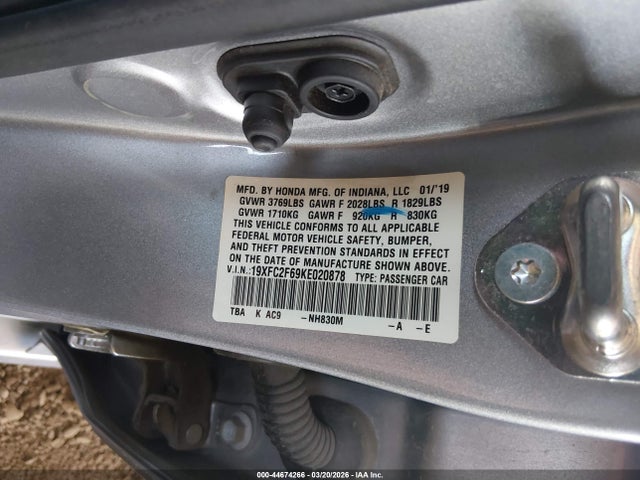 MFD. BY HONDA MFG. OF INDIANA, LLC 01/'19
GVWR 3769LBS GAWR F 2028LBS R 1829LBS
GVWR 1710KG GAWR F 920KG R 830KG
THIS VEHICLE CONFORMS TO ALL APPLICABLE
FEDERAL MOTOR VEHICLE SAFETY, BUMPER,
AND THEFT PREVENTION STANDARDS IN EFFECT
ON THE DATE OF MANUFACTURE SHOWN ABOVE.
V.I.N.:19XFC2F69KE020878 TYPE: PASSENGER CAR
TBA K AC9 -NH830M -A -E
000-44674266 - 03/20/2026 - IAA Inc.